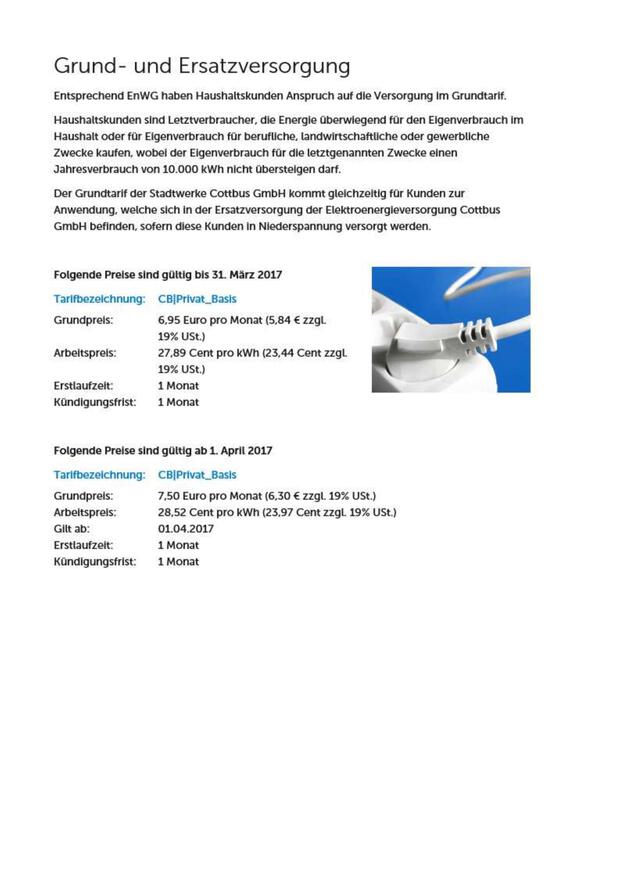 Grund- und Ersatzversorgung
Entsprechend EnWG haben Haushaltskunden Anspruch auf die Versorgung im Grundtarif.
Haushaltskunden sind Letztverbraucher, die Energie überwiegend für den Eigenverbrauch im
Haushalt oder für Eigenverbrauch für berufliche, landwirtschaftliche oder gewerbliche
Zwecke kaufen, wobei der Eigenverbrauch für die letztgenannten Zwecke einen
Jahresverbrauch von 10.000 kWh nicht übersteigen darf.
Der Grundtarif der Stadtwerke Cottbus GmbH kommt gleichzeitig für Kunden zur
Anwendung, welche sich in der Ersatzversorgung der Elektroenergieversorgung Cottbus
GmbH befinden, sofern diese Kunden in Niederspannung versorgt werden.
Folgende Preise sind gültig bis 31. März 2017
Tarifbezeichnung: CB|Privat_Basis
Grundpreis: 6,95 Euro pro Monat (5,84 € zzgl.
19% USt.)
Arbeitspreis: 27,89 Cent pro kWh (23,44 Cent zzgl.
19% USt.)
Erstlaufzeit: 1 Monat
Kündigungsfrist: 1 Monat
Folgende Preise sind gültig ab 1. April 2017
Tarifbezeichnung: CB|Privat_Basis
Grundpreis: 7,50 Euro pro Monat (6,30 € zzgl. 19% USt.)
Arbeitspreis: 28,52 Cent pro kWh (23,97 Cent zzgl. 19% USt.)
Gilt ab: 01.04.2017
Erstlaufzeit: 1 Monat
Kündigungsfrist: 1 Monat